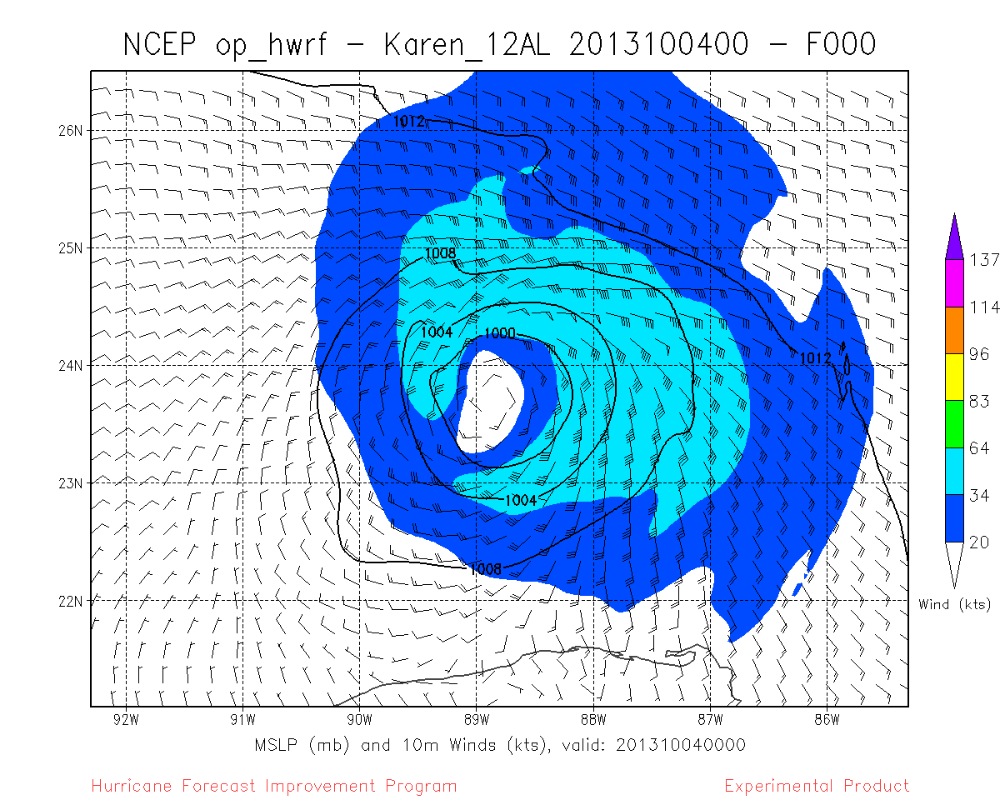 NCEP op_hwrf – Karen_12AL 2013100400 – F000
1012
26N
25N
1008
137
114
1004
1000
96
1012
24N
83
64
23N
1004
34
1008
20
22N
Wind (kts)
92W 91W 90W 89W 88W 87W 86W
MSLP (mb) and 10m Winds (kts), valid: 201310040000
Hurricane Forecast Improvement Program
Experimental Product